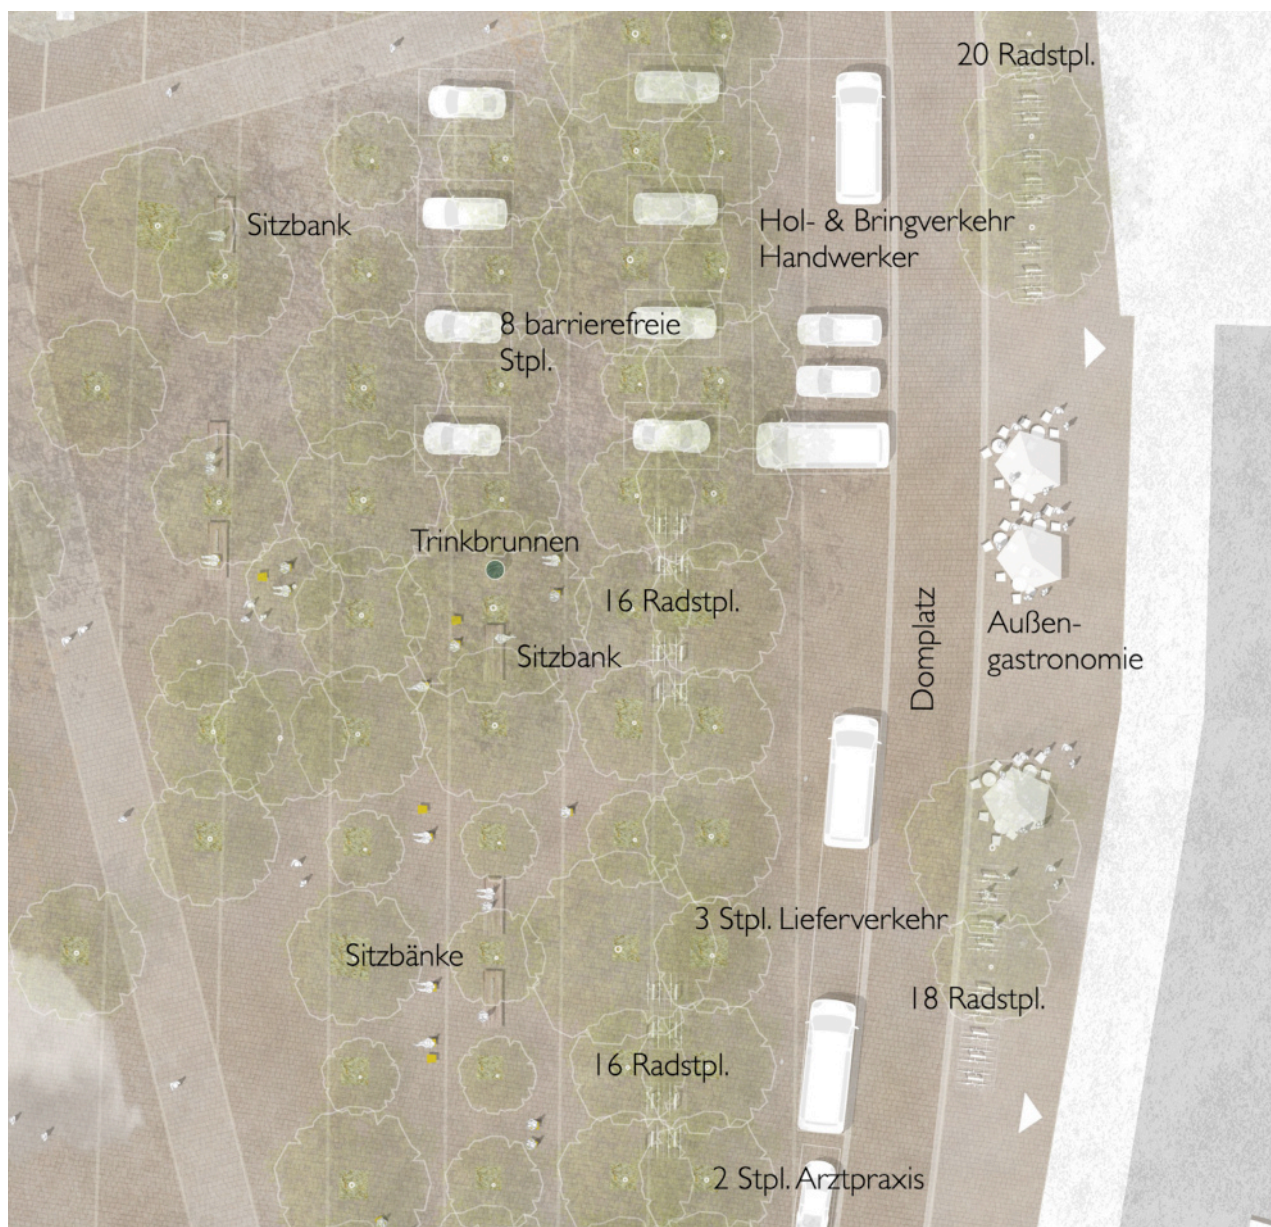 20 Radstpl.
Sitzbank
Hol- & Bringverkehr
Handwerker
8 barrierefreie
Stpl.
Trinkbrunnen
16 Radstpl.
Domplatz
Außen-
gastronomie
Sitzbank
3 Stpl. Lieferverkehr
Sitzbänke
18 Radstpl.
16 Radstpl.
2 Stpl. Arztpraxis